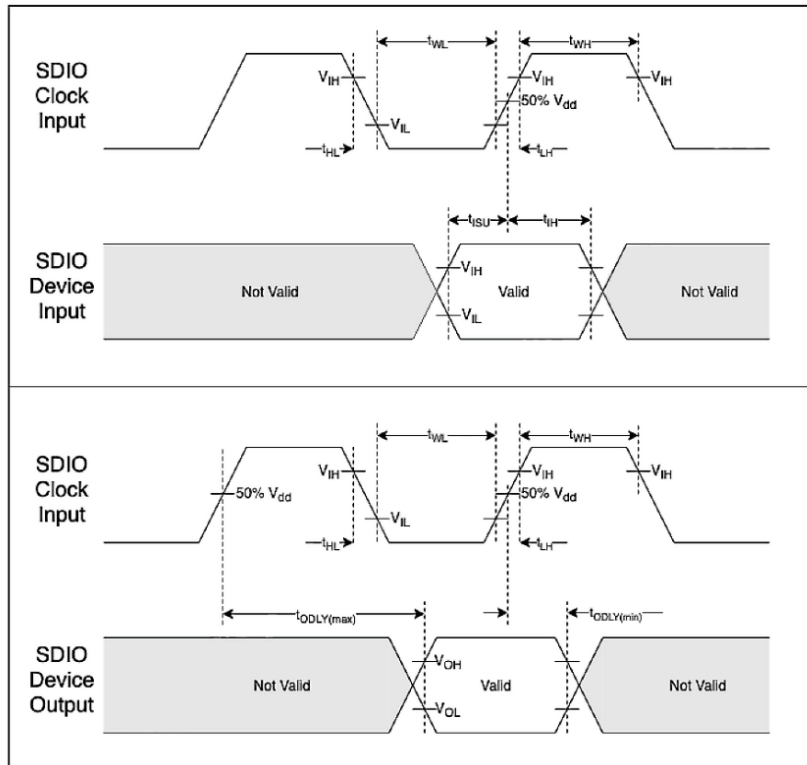 SDIO
Clock
Input
V_IH
t_WL
t_WH
V_IH
V_IH
50% V_dd
V_IL
t_HL
t_LH
SDIO
Device
Input
t_ISU
t_IH
Not Valid
V_IH
Valid
V_IL
Not Valid
SDIO
Clock
Input
t_WL
t_WH
V_IH
V_IH
V_IH
50% V_dd
50% V_dd
V_IL
t_HL
t_LH
SDIO
Device
Output
t_ODLY(max)
t_ODLY(min)
V_OH
Not Valid
Valid
Not Valid
V_OL